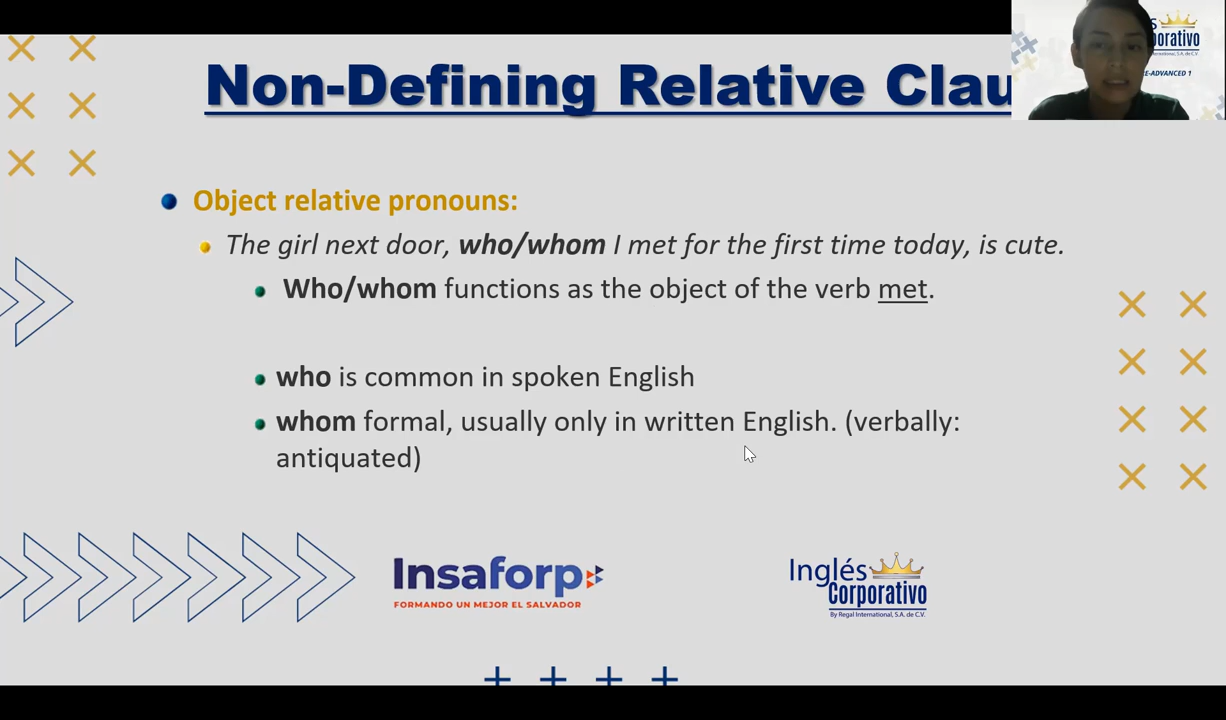 Non-Defining Relative Clau
Corporativo
PRE-ADVANCED 1
Object relative pronouns:
The girl next door, who/whom I met for the first time today, is cute.
Who/whom functions as the object of the verb met.
who is common in spoken English
whom formal, usually only in written English. (verbally:
antiquated)
Insaforp
FORMANDO UN MEJOR EL SALVADOR
Inglés
Corporativo
By Regal International, S.A. de C.V.